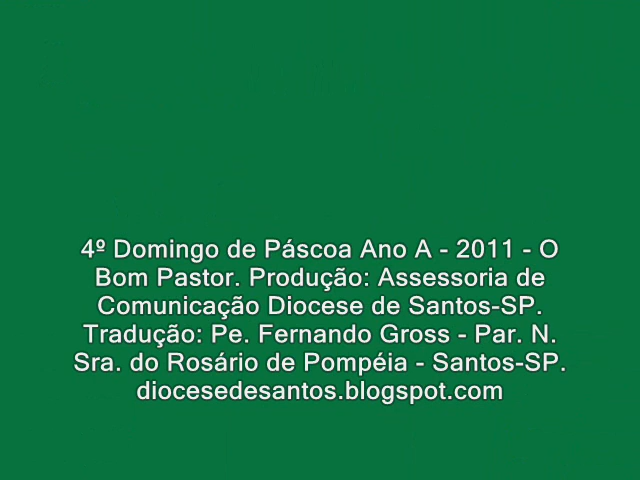 4º Domingo de Páscoa Ano A - 2011 - O
Bom Pastor. Produção: Assessoria de
Comunicação Diocese de Santos-SP.
Tradução: Pe. Fernando Gross - Par. N.
Sra. do Rosário de Pompéia - Santos-SP.
diocesedesantos.blogspot.com